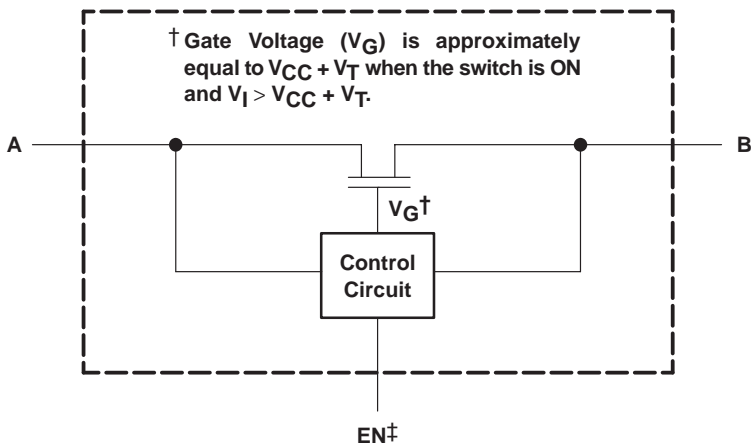 † Gate Voltage (VG) is approximately
equal to VCC + VT when the switch is ON
and VI > VCC + VT.
A
B
VG†
Control
Circuit
EN‡